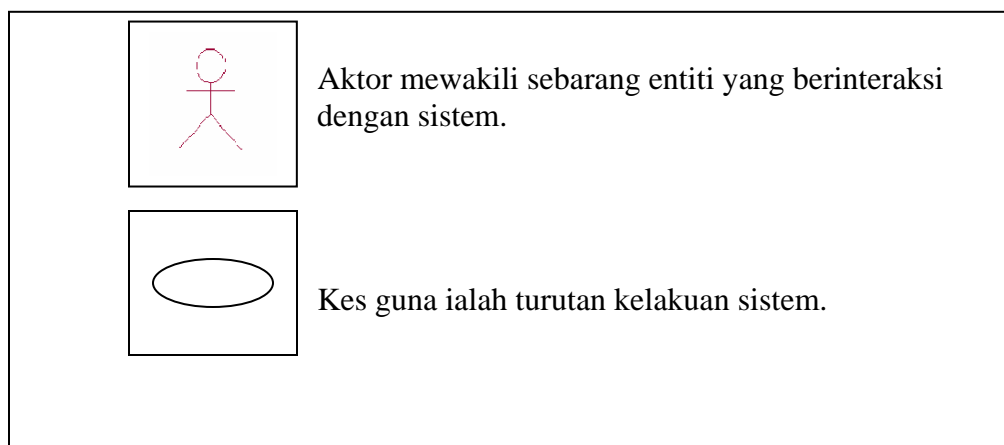 Aktor mewakili sebarang entiti yang berinteraksi
dengan sistem.
Kes guna ialah turutan kelakuan sistem.